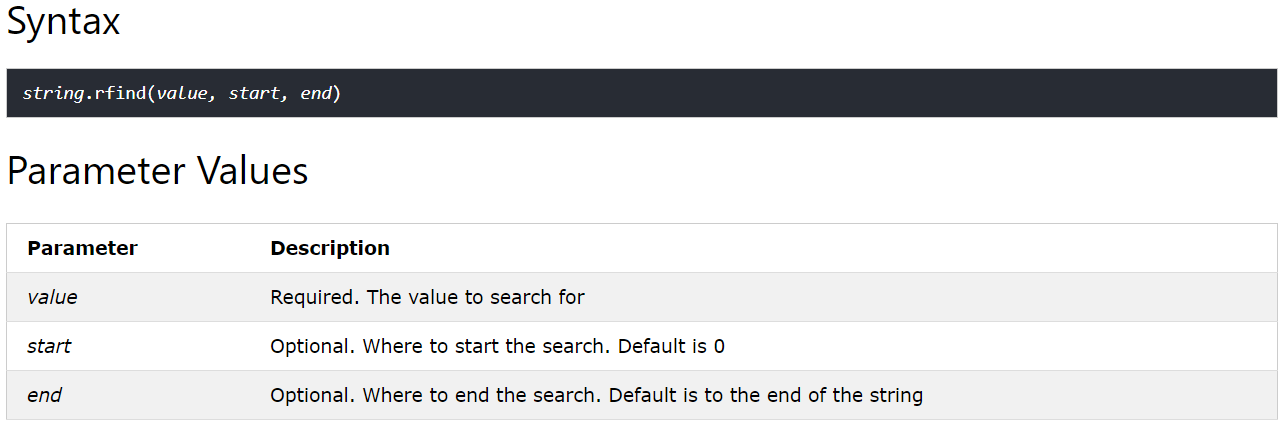 Syntax
string.rfind(value, start, end)
Parameter Values
Parameter Description
value Required. The value to search for
start Optional. Where to start the search. Default is 0
end Optional. Where to end the search. Default is to the end of the string